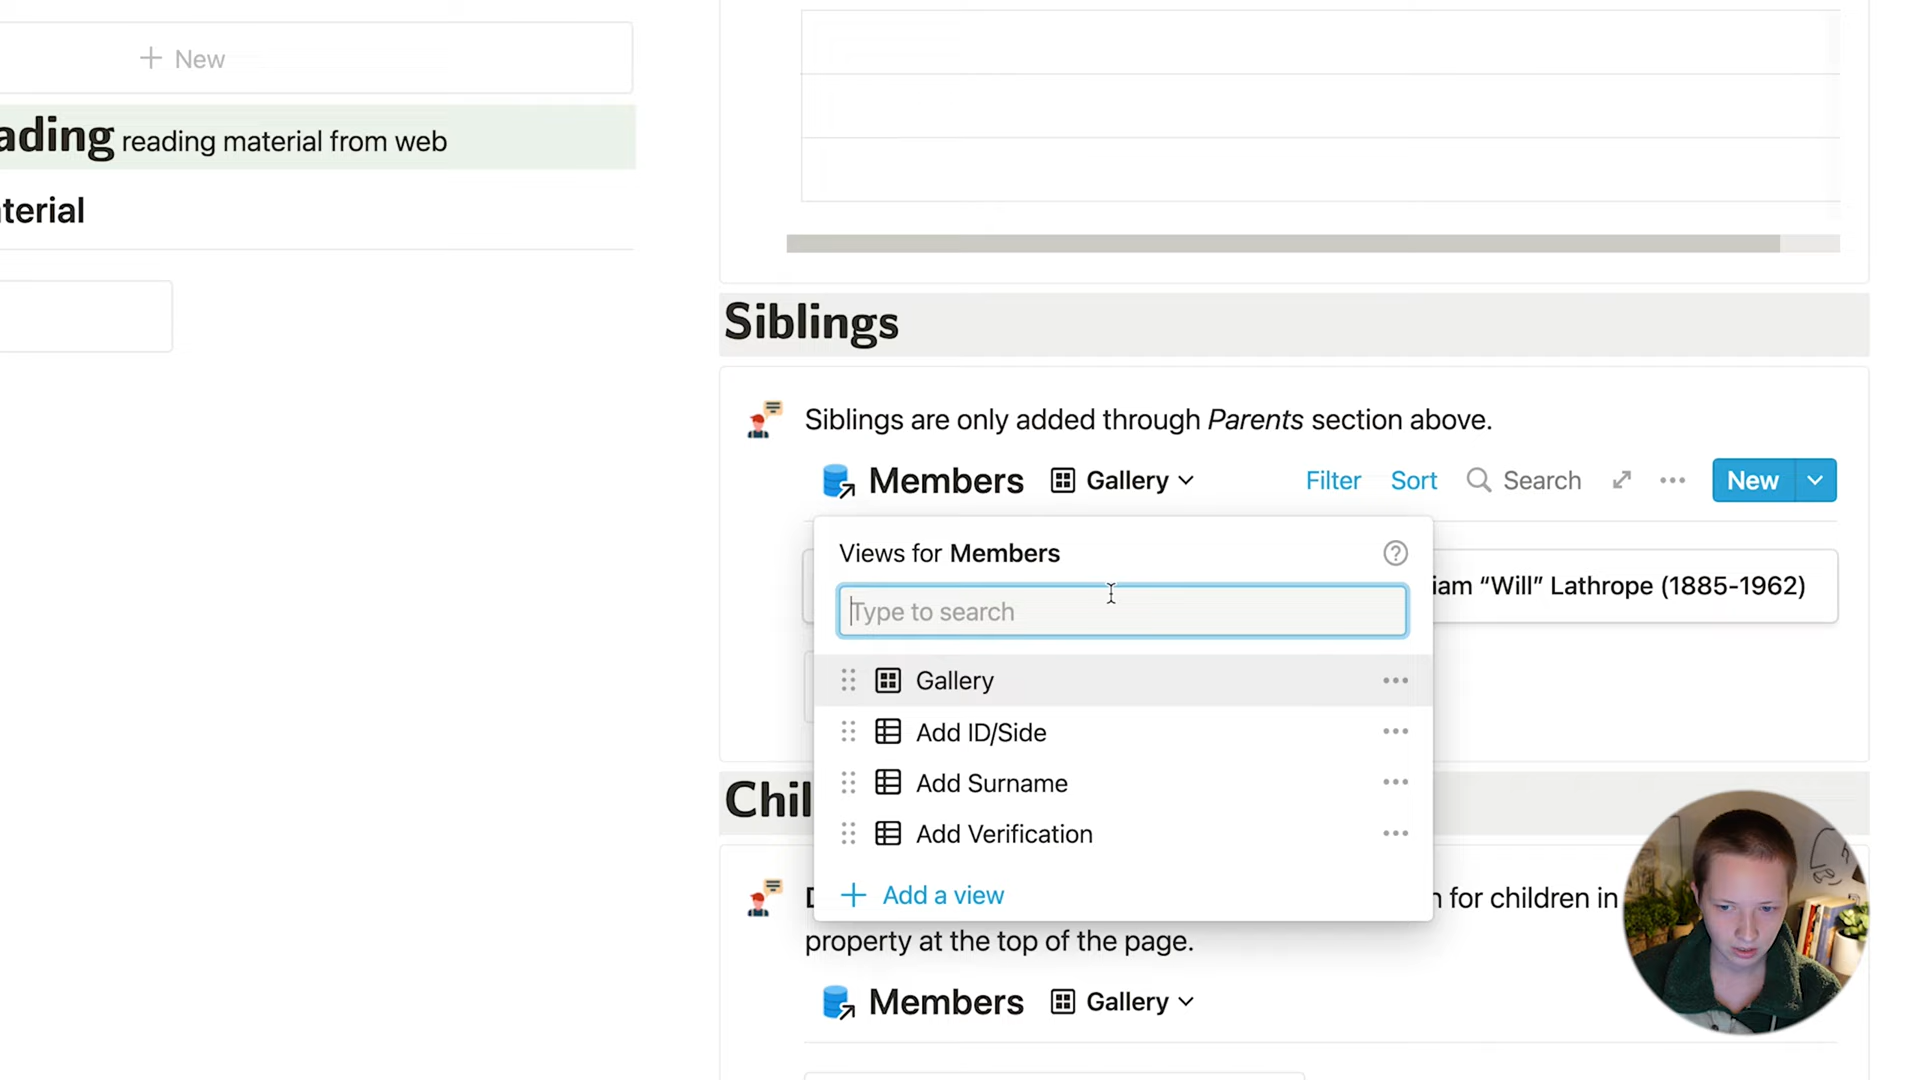 New
ading reading material from web
terial
Siblings
Siblings are only added through Parents section above.
Members Gallery Filter Sort Search New
Views for Members
Type to search
iam “Will” Lathrope (1885-1962)
Gallery
Add ID/Side
Add Surname
Add Verification
Add a view
Chil
for children in
property at the top of the page.
Members Gallery